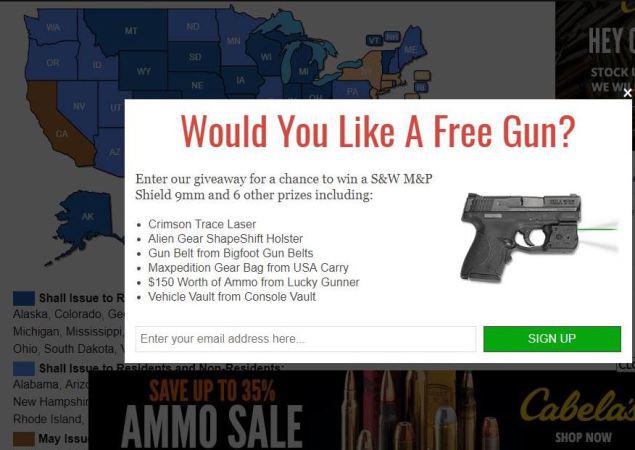 WA
MT
ND
MN
VT NH
ME
OR
ID
SD
WI
MI
WY
IA
PA
RI
NE
OH
NV
UT
CA
AZ
AK
HEY
STOCK
WE
Would You Like A Free Gun?
Enter our giveaway for a chance to win a S&W M&P
Shield 9mm and 6 other prizes including:
• Crimson Trace Laser
• Alien Gear ShapeShift Holster
• Gun Belt from Bigfoot Gun Belts
• Maxpedition Gear Bag from USA Carry
• $150 Worth of Ammo from Lucky Gunner
• Vehicle Vault from Console Vault
Enter your email address here...
SIGN UP
Shall Issue to R
Alaska, Colorado, Ge
Michigan, Mississippi,
Ohio, South Dakota, V
Shall Issue to Residents and Non-Residents:
Alabama, Arizo
New Hampshir
Rhode Island,
May Issu
SAVE UP TO 35%
AMMO SALE
Cabela's
SHOP NOW